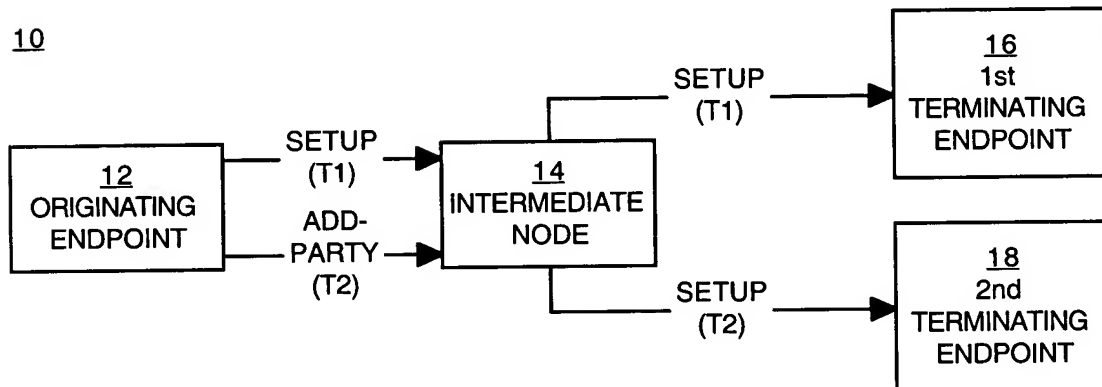 10
SETUP
(T1)
ADD-
PARTY
(T2)
12
ORIGINATING
ENDPOINT
14
INTERMEDIATE
NODE
SETUP
(T1)
SETUP
(T2)
16
1st
TERMINATING
ENDPOINT
18
2nd
TERMINATING
ENDPOINT